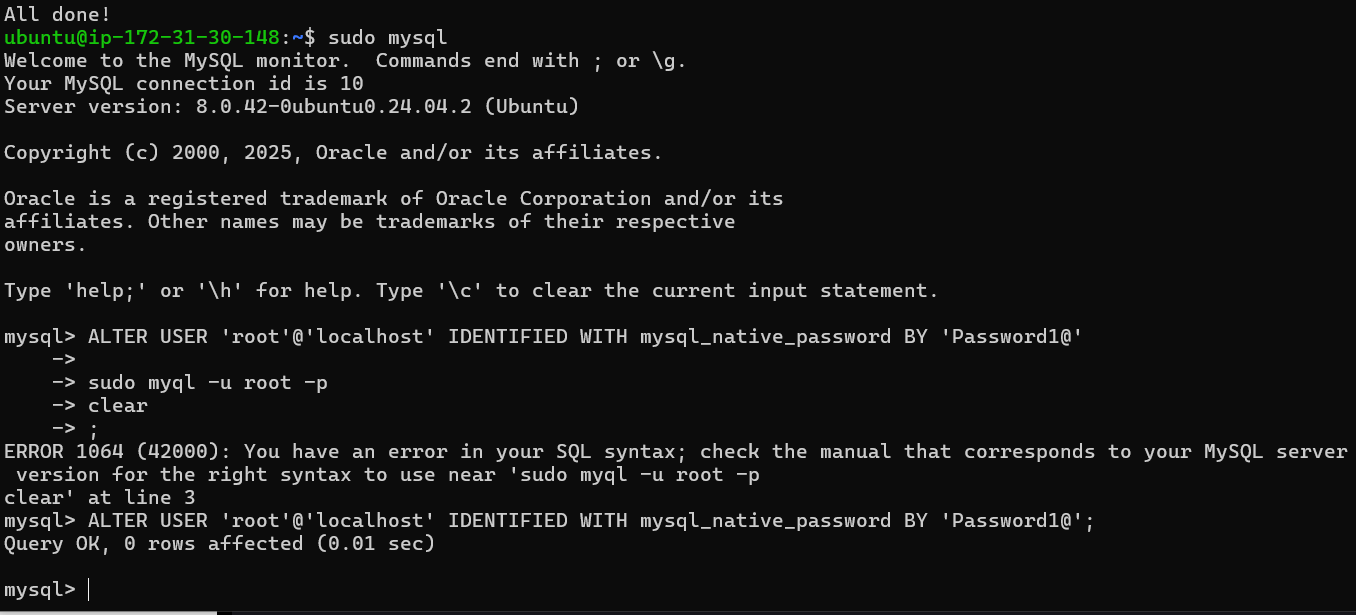 All done!
ubuntu@ip-172-31-30-148:~$ sudo mysql
Welcome to the MySQL monitor.  Commands end with ; or \g.
Your MySQL connection id is 10
Server version: 8.0.42-0ubuntu0.24.04.2 (Ubuntu)

Copyright (c) 2000, 2025, Oracle and/or its affiliates.

Oracle is a registered trademark of Oracle Corporation and/or its
affiliates. Other names may be trademarks of their respective
owners.

Type 'help;' or '\h' for help. Type '\c' to clear the current input statement.

mysql> ALTER USER 'root'@'localhost' IDENTIFIED WITH mysql_native_password BY 'Password1@'
    ->
    -> sudo myql -u root -p
    -> clear
    -> ;
ERROR 1064 (42000): You have an error in your SQL syntax; check the manual that corresponds to your MySQL server
 version for the right syntax to use near 'sudo myql -u root -p
clear' at line 3
mysql> ALTER USER 'root'@'localhost' IDENTIFIED WITH mysql_native_password BY 'Password1@';
Query OK, 0 rows affected (0.01 sec)

mysql>